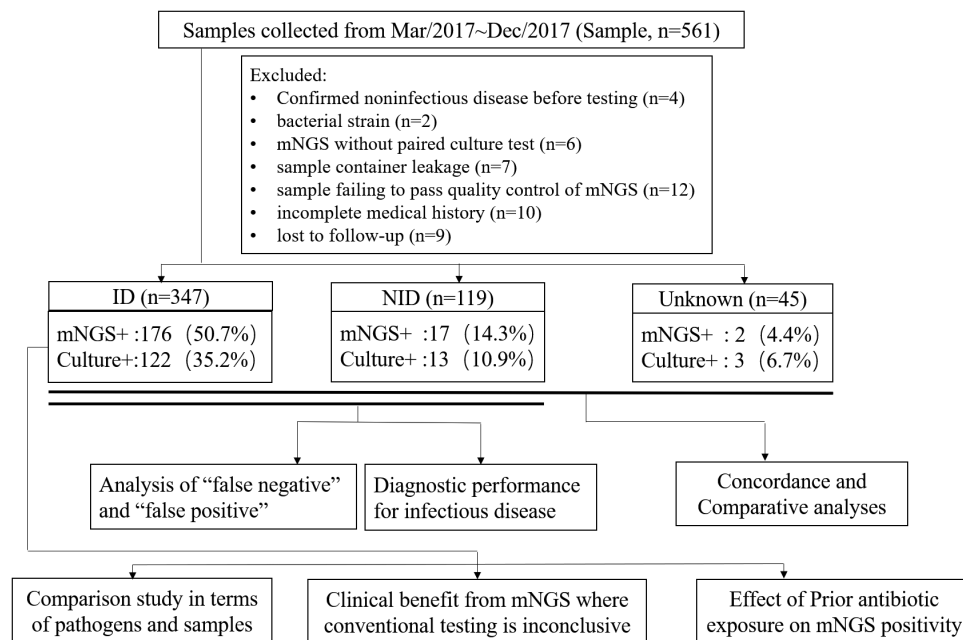 Samples collected from Mar/2017~Dec/2017 (Sample, n=561)
Excluded:
• Confirmed noninfectious disease before testing (n=4)
• bacterial strain (n=2)
• mNGS without paired culture test (n=6)
• sample container leakage (n=7)
• sample failing to pass quality control of mNGS (n=12)
• incomplete medical history (n=10)
• lost to follow-up (n=9)
ID (n=347)
mNGS+ :176 (50.7%)
Culture+:122 (35.2%)
NID (n=119)
mNGS+ :17 (14.3%)
Culture+ :13 (10.9%)
Unknown (n=45)
mNGS+ : 2 (4.4%)
Culture+ : 3 (6.7%)
Analysis of “false negative”
and “false positive”
Diagnostic performance
for infectious disease
Concordance and
Comparative analyses
Comparison study in terms
of pathogens and samples
Clinical benefit from mNGS where
conventional testing is inconclusive
Effect of Prior antibiotic
exposure on mNGS positivity